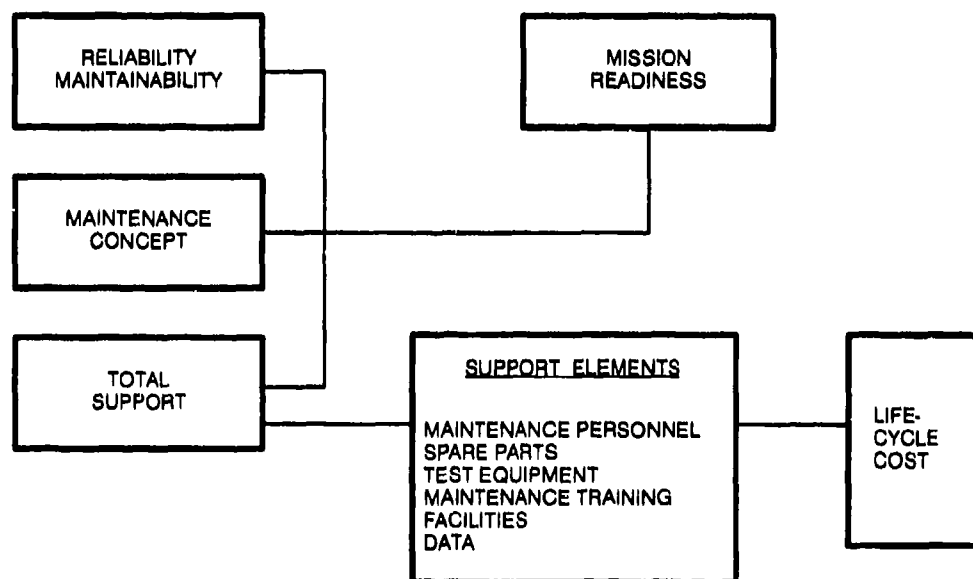 RELIABILITY
MAINTAINABILITY
MISSION
READINESS
MAINTENANCE
CONCEPT
TOTAL
SUPPORT
SUPPORT ELEMENTS
MAINTENANCE PERSONNEL
SPARE PARTS
TEST EQUIPMENT
MAINTENANCE TRAINING
FACILITIES
DATA
LIFE-
CYCLE
COST